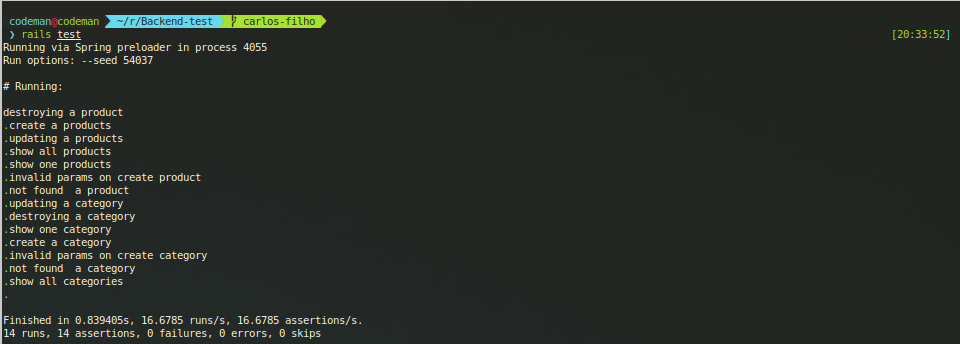 codeman@codeman ~/r/Backend-test carlos-filho
❯ rails test [20:33:52]
Running via Spring preloader in process 4055
Run options: --seed 54037
# Running:
destroying a product
.create a products
.updating a products
.show all products
.show one products
.invalid params on create product
.not found  a product
.updating a category
.destroying a category
.show one category
.create a category
.invalid params on create category
.not found  a category
.show all categories
.
Finished in 0.839405s, 16.6785 runs/s, 16.6785 assertions/s.
14 runs, 14 assertions, 0 failures, 0 errors, 0 skips